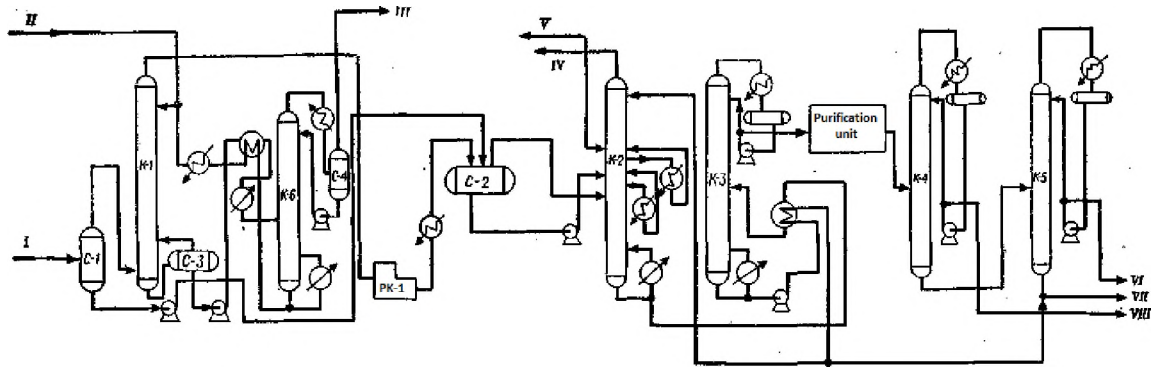 II
III
V
IV
I
C-1
K-1
C-3
K-6
C-4
PK-1
C-2
K-2
K-3
Purification
unit
K-4
K-5
VI
VII
VIII